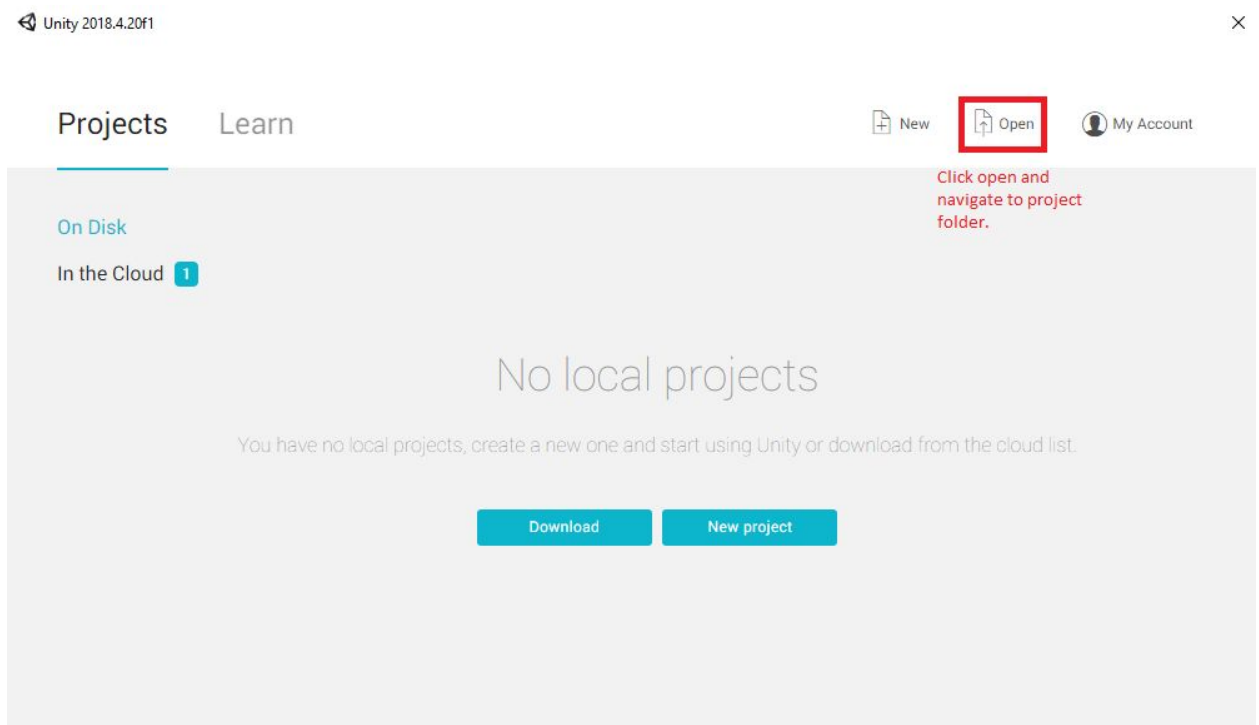 Unity 2018.4.20f1
Projects
Learn
New
Open
My Account
Click open and
navigate to project
folder.
On Disk
In the Cloud 1
No local projects
You have no local projects, create a new one and start using Unity or download from the cloud list.
Download
New project